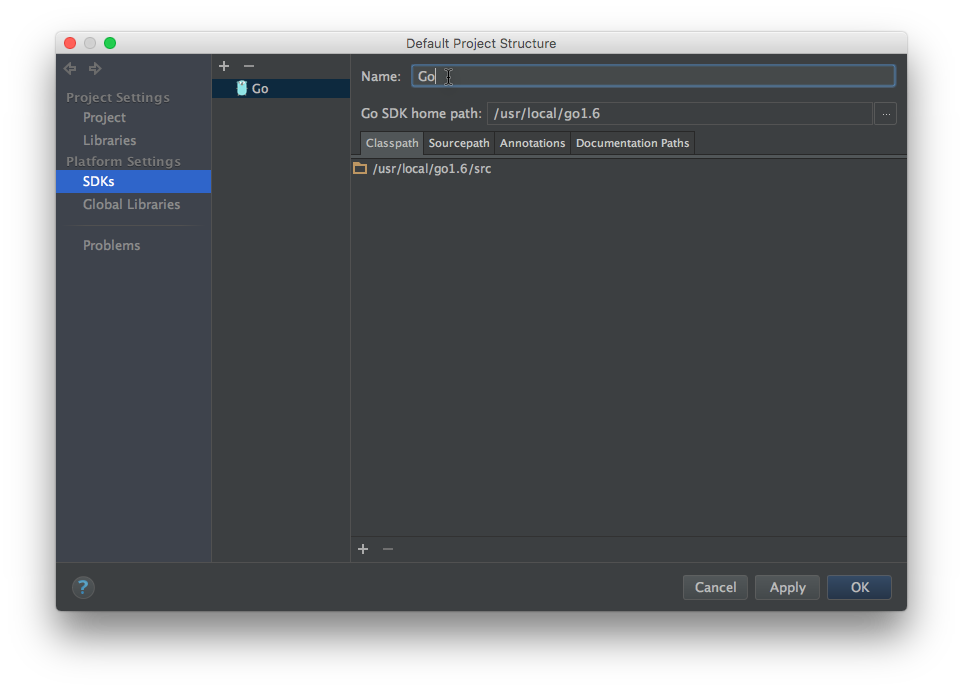 Default Project Structure
Project Settings
Project
Libraries
Platform Settings
SDKs
Global Libraries
Problems
Go
Name: Go
Go SDK home path: /usr/local/go1.6 ...
Classpath Sourcepath Annotations Documentation Paths
/usr/local/go1.6/src
? Cancel Apply OK